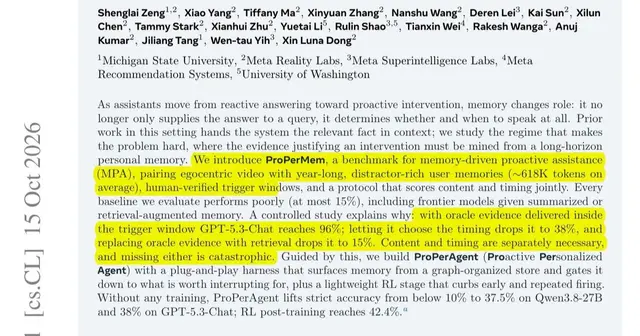 Shenglai Zeng1,2, Xiao Yang2, Tiffany Ma2, Xinyuan Zhang2, Nanshu Wang2, Deren Lei3, Kai Sun2, Xilun
Chen2, Tammy Stark2, Xianhui Zhu2, Yuetai Li5, Rulin Shao3,5, Tianxin Wei4, Rakesh Wanga2, Anuj
Kumar2, Jiliang Tang1, Wen-tau Yih3, Xin Luna Dong2
1Michigan State University, 2Meta Reality Labs, 3Meta Superintelligence Labs, 4Meta
Recommendation Systems, 5University of Washington
As assistants move from reactive answering toward proactive intervention, memory changes role: it no
longer only supplies the answer to a query, it determines whether and when to speak at all. Prior
work in this setting hands the system the relevant fact in context; we study the regime that makes
the problem hard, where the evidence justifying an intervention must be mined from a long-horizon
personal memory. We introduce ProPerMem, a benchmark for memory-driven proactive assistance
(MPA), pairing egocentric video with year-long, distractor-rich user memories (∼618K tokens on
average), human-verified trigger windows, and a protocol that scores content and timing jointly. Every
baseline we evaluate performs poorly (at most 15%), including frontier models given summarized or
retrieval-augmented memory. A controlled study explains why: with oracle evidence delivered inside
the trigger window GPT-5.3-Chat reaches 96%; letting it choose the timing drops it to 38%, and
replacing oracle evidence with retrieval drops it to 15%. Content and timing are separately necessary,
and missing either is catastrophic. Guided by this, we build ProPerAgent (Proactive Personalized
Agent) with a plug-and-play harness that surfaces memory from a graph-organized store and gates it
down to what is worth interrupting for, plus a lightweight RL stage that curbs early and repeated firing.
Without any training, ProPerAgent lifts strict accuracy from below 10% to 37.5% on Qwen3.8-27B
and 38% on GPT-5.3-Chat; RL post-training reaches 42.4%.a
[cs.CL] 15 Oct 2026